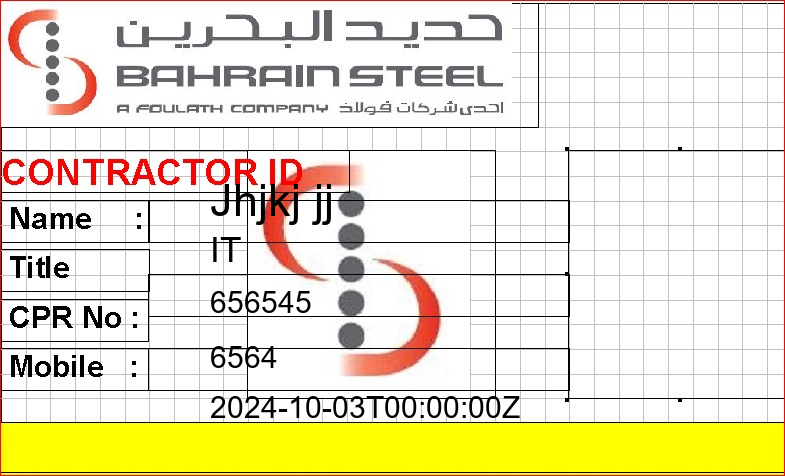 حديد البحرين
BAHRAIN STEEL
A FOULATH COMPANY احدى شركات فولاذ
CONTRACTOR ID
Name : Jhjkj jj
Title IT
CPR No : 656545
Mobile : 6564
2024-10-03T00:00:00Z